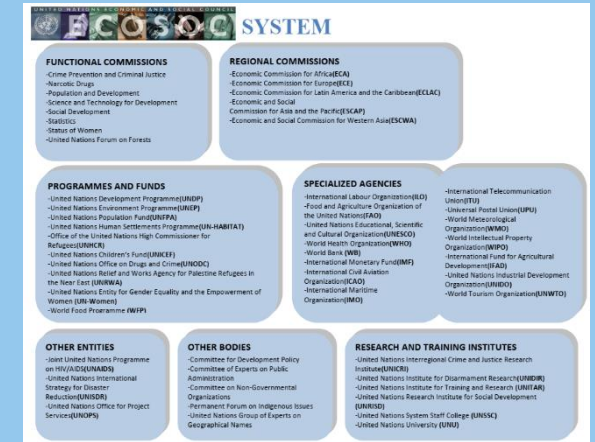 UNITED NATIONS ECONOMIC AND SOCIAL COUNCIL
ECOSOC SYSTEM
FUNCTIONAL COMMISSIONS
-Crime Prevention and Criminal Justice
-Narcotic Drugs
-Population and Development
-Science and Technology for Development
-Social Development
-Statistics
-Status of Women
-United Nations Forum on Forests
REGIONAL COMMISSIONS
-Economic Commission for Africa(ECA)
-Economic Commission for Europe(ECE)
-Economic Commission for Latin America and the Caribbean(ECLAC)
-Economic and Social
Commission for Asia and the Pacific(ESCAP)
-Economic and Social Commission for Western Asia(ESCWA)
PROGRAMMES AND FUNDS
-United Nations Development Programme(UNDP)
-United Nations Environment Programme(UNEP)
-United Nations Population Fund(UNFPA)
-United Nations Human Settlements Programme(UN-HABITAT)
-Office of the United Nations High Commissioner for
Refugees(UNHCR)
-United Nations Children's Fund(UNICEF)
-United Nations Office on Drugs and Crime(UNODC)
-United Nations Relief and Works Agency for Palestine Refugees in
the Near East (UNRWA)
-United Nations Entity for Gender Equality and the Empowerment of
Women (UN-Women)
-World Food Programme (WFP)
SPECIALIZED AGENCIES
-International Labour Organization(ILO)
-Food and Agriculture Organization of
the United Nations(FAO)
-United Nations Educational, Scientific
and Cultural Organization(UNESCO)
-World Health Organization(WHO)
-World Bank (WB)
-International Monetary Fund(IMF)
-International Civil Aviation
Organization(ICAO)
-International Maritime
Organization(IMO)
-International Telecommunication
Union(ITU)
-Universal Postal Union(UPU)
-World Meteorological
Organization(WMO)
-World Intellectual Property
Organization(WIPO)
-International Fund for Agricultural
Development(IFAD)
-United Nations Industrial Development
Organization(UNIDO)
-World Tourism Organization(UNWTO)
OTHER ENTITIES
-Joint United Nations Programme
on HIV/AIDS(UNAIDS)
-United Nations International
Strategy for Disaster
Reduction(UNISDR)
-United Nations Office for Project
Services(UNOPS)
OTHER BODIES
-Committee for Development Policy
-Committee of Experts on Public
Administration
-Committee on Non-Governmental
Organizations
-Permanent Forum on Indigenous Issues
-United Nations Group of Experts on
Geographical Names
RESEARCH AND TRAINING INSTITUTES
-United Nations Interregional Crime and Justice Research
Institute(UNICRI)
-United Nations Institute for Disarmament Research(UNIDIR)
-United Nations Institute for Training and Research (UNITAR)
-United Nations Research Institute for Social Development
(UNRISD)
-United Nations System Staff College (UNSSC)
-United Nations University (UNU)